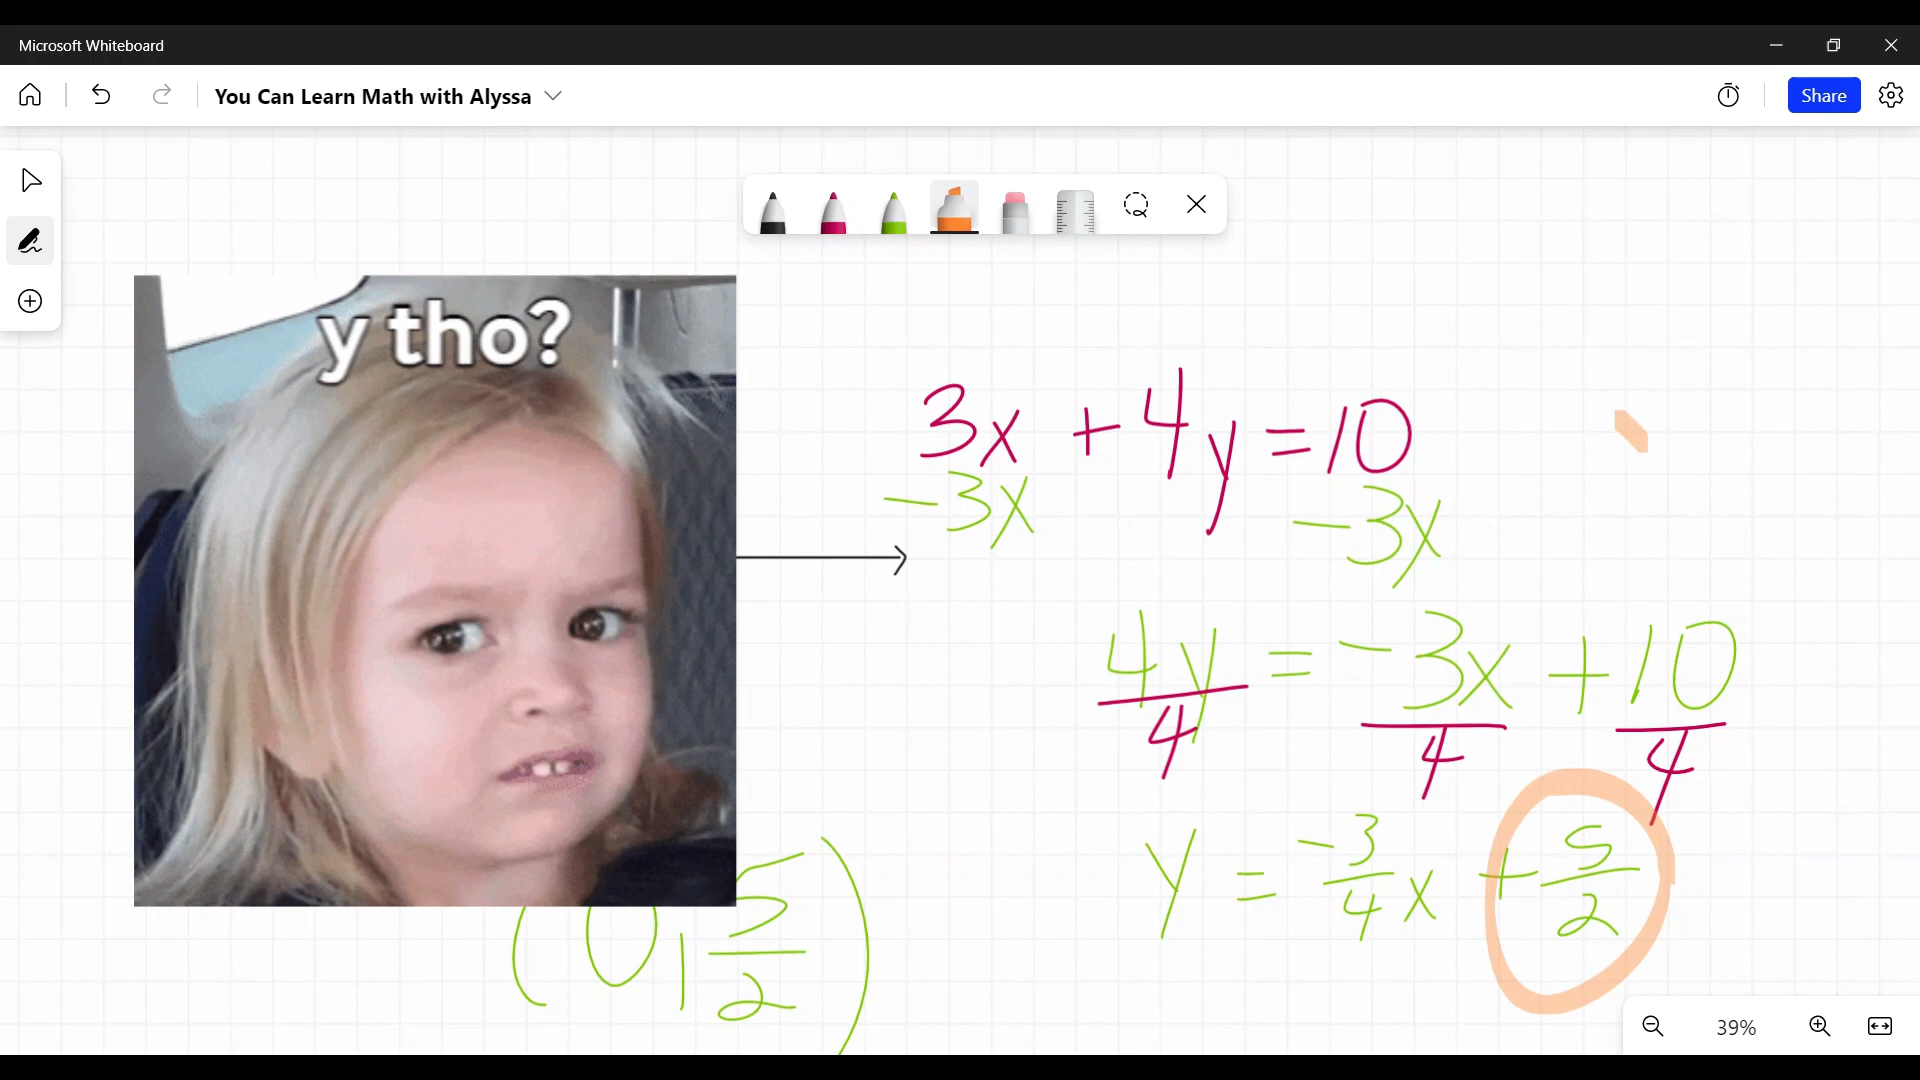 Microsoft Whiteboard
You Can Learn Math with Alyssa
Share
y tho?
3x + 4y = 10
-3x -3x
4y = -3x + 10
4 4 4
y = -3/4 x + 5/2
(0, 5/2)
39%